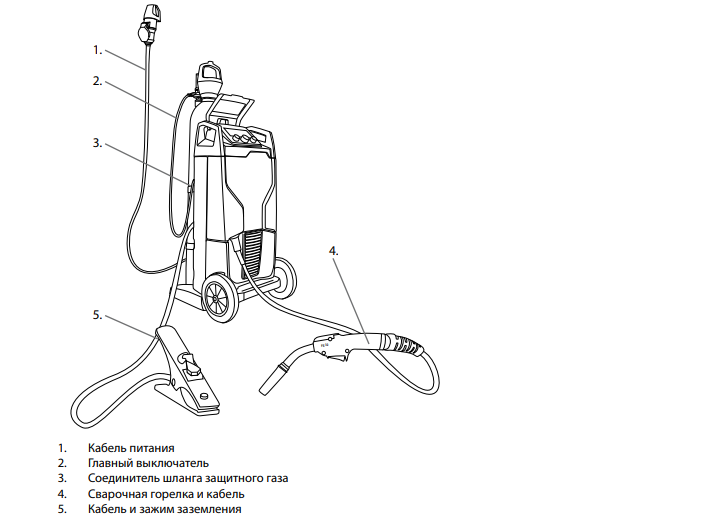 1.
2.
3.
4.
5.
1. Кабель питания
2. Главный выключатель
3. Соединитель шланга защитного газа
4. Сварочная горелка и кабель
5. Кабель и зажим заземления